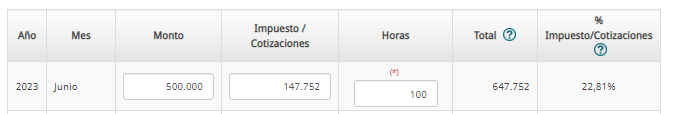 Año Mes Monto Impuesto / Cotizaciones Horas Total ? % Impuesto/Cotizaciones ?
(*)
2023 Junio 500.000 147.752 100 647.752 22,81%